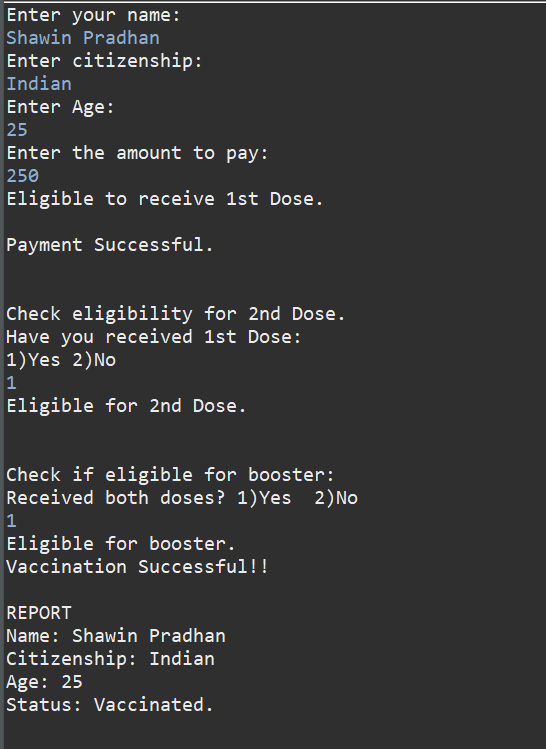 Enter your name:
Shawin Pradhan
Enter citizenship:
Indian
Enter Age:
25
Enter the amount to pay:
250
Eligible to receive 1st Dose.
Payment Successful.
Check eligibility for 2nd Dose.
Have you received 1st Dose:
1)Yes 2)No
1
Eligible for 2nd Dose.
Check if eligible for booster:
Received both doses? 1)Yes  2)No
1
Eligible for booster.
Vaccination Successful!!
REPORT
Name: Shawin Pradhan
Citizenship: Indian
Age: 25
Status: Vaccinated.